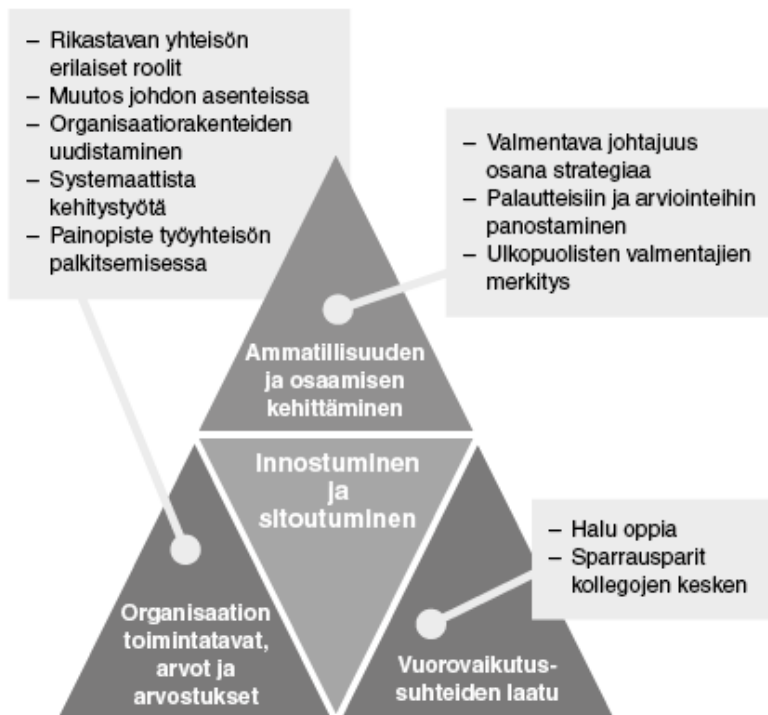 – Rikastavan yhteisön
erilaiset roolit
– Muutos johdon asenteissa
– Organisaatiorakenteiden
uudistaminen
– Systemaattista
kehitystyötä
– Painopiste työyhteisön
palkitsemisessa
– Valmentava johtajuus
osana strategiaa
– Palautteisiin ja arviointeihin
panostaminen
– Ulkopuolisten valmentajien
merkitys
Ammatillisuuden
ja osaamisen
kehittäminen
Innostuminen
ja
sitoutuminen
– Halu oppia
– Sparrausparit
kollegojen kesken
Organisaation
toimintatavat,
arvot ja
arvostukset
Vuorovaikutus-
suhteiden laatu